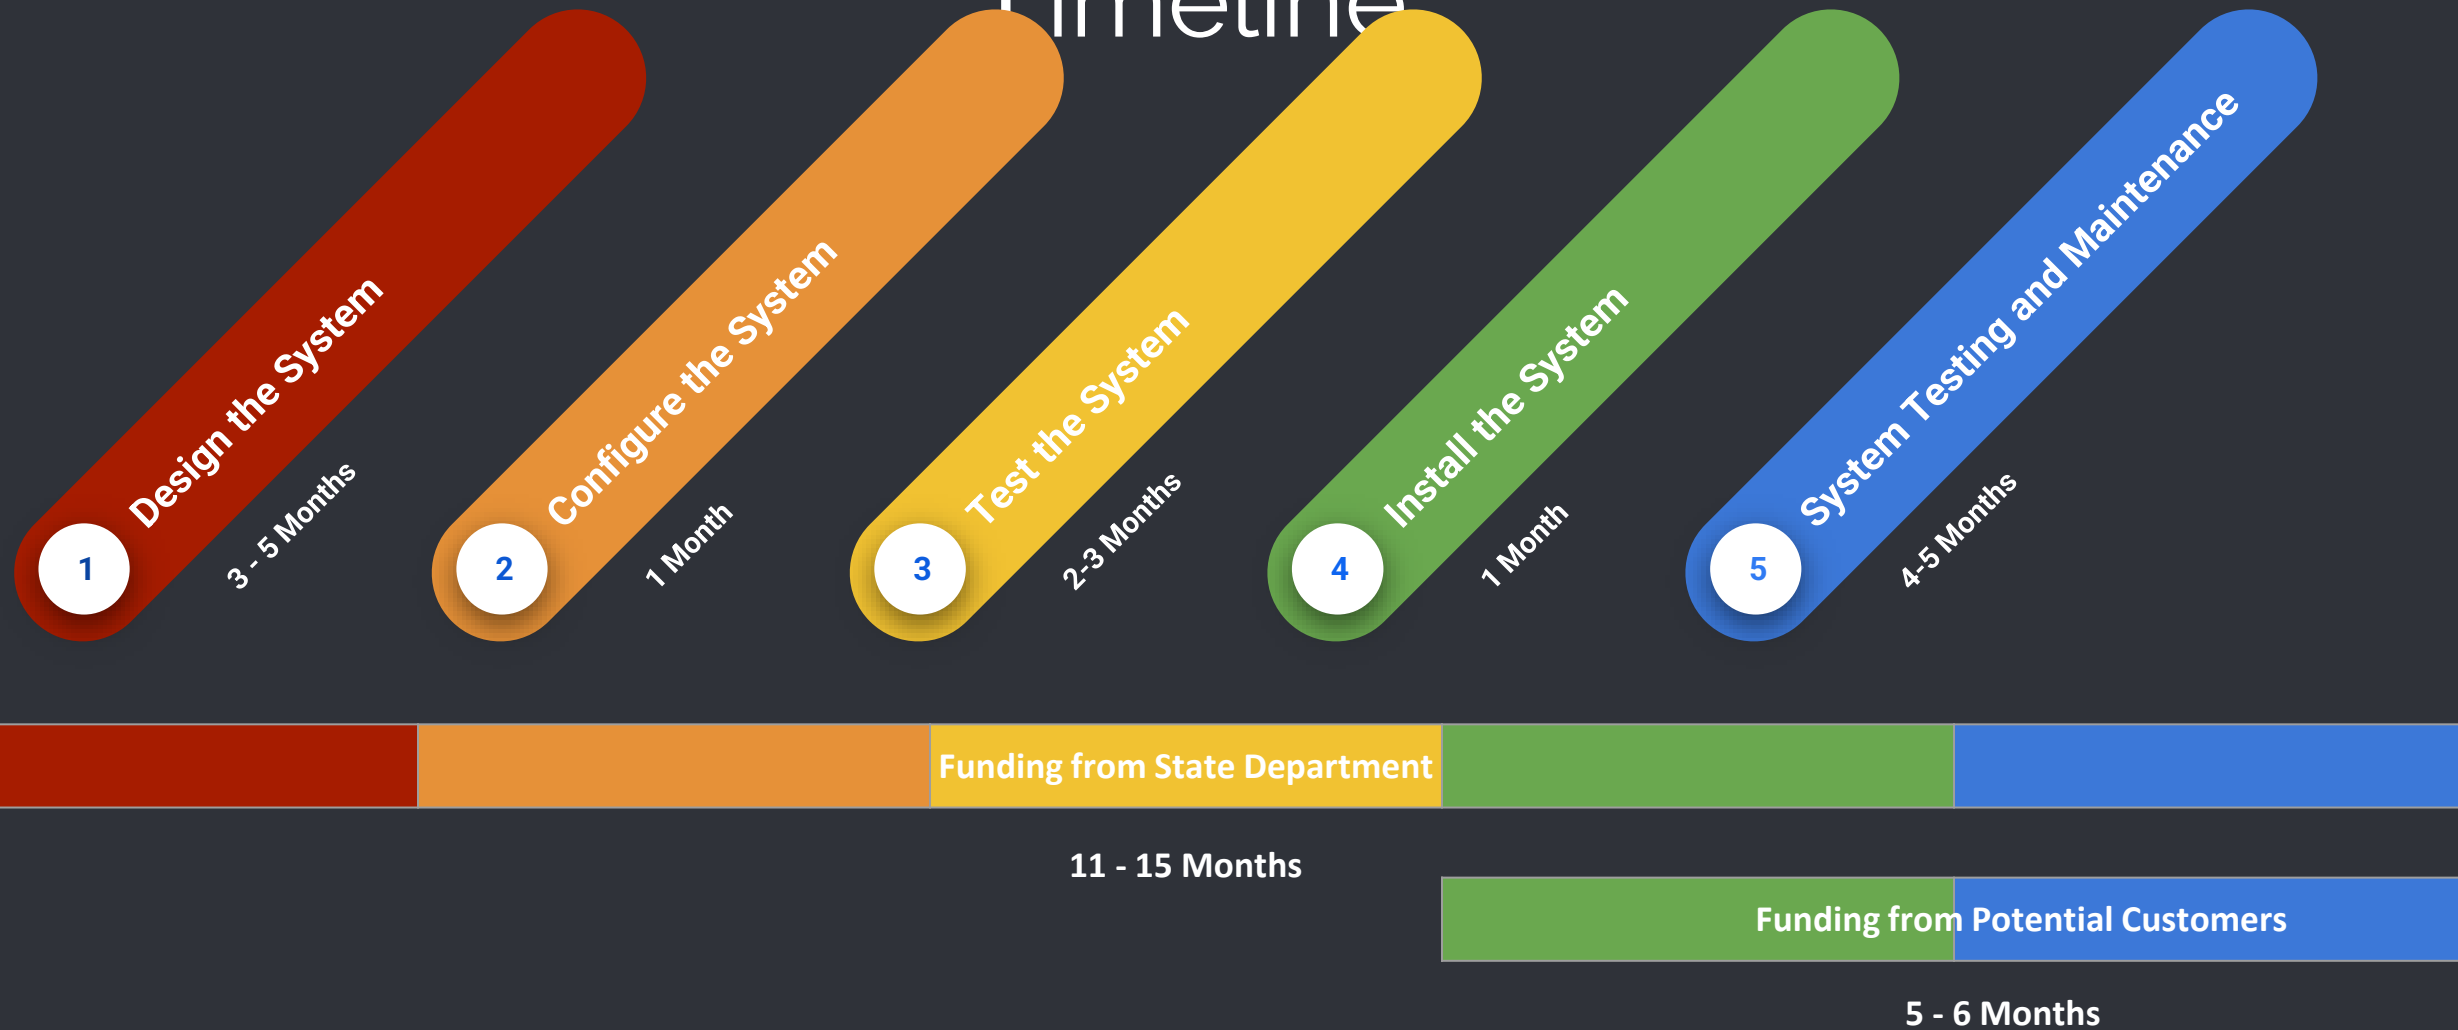 Timeline
Design the System
3 - 5 Months
1
Configure the System
1 Month
2
Test the System
2-3 Months
3
Install the System
1 Month
4
System Testing and Maintenance
4-5 Months
5
Funding from State Department
11 - 15 Months
Funding from Potential Customers
5 - 6 Months